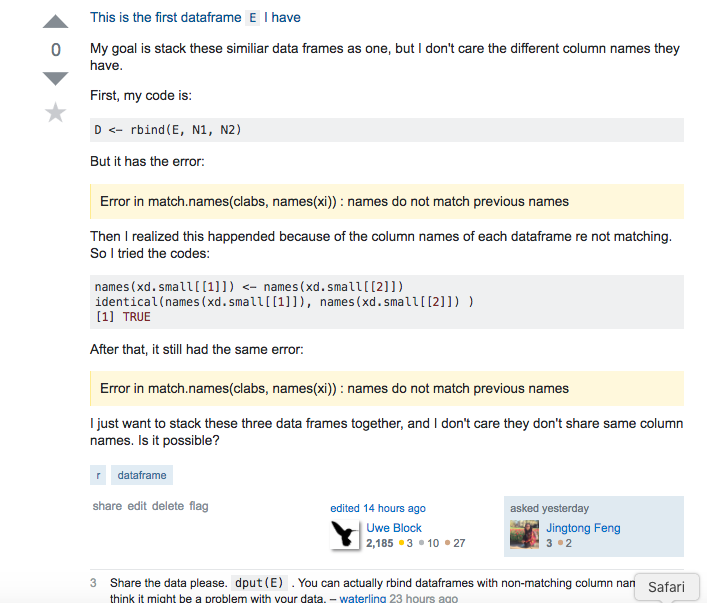 This is the first dataframe E I have
0
My goal is stack these similiar data frames as one, but I don't care the different column names they
have.
First, my code is:
D <- rbind(E, N1, N2)
But it has the error:
Error in match.names(clabs, names(xi)) : names do not match previous names
Then I realized this happended because of the column names of each dataframe re not matching.
So I tried the codes:
names(xd.small[[1]]) <- names(xd.small[[2]])
identical(names(xd.small[[1]]), names(xd.small[[2]]) )
[1] TRUE
After that, it still had the same error:
Error in match.names(clabs, names(xi)) : names do not match previous names
I just want to stack these three data frames together, and I don't care they don't share same column
names. Is it possible?
r dataframe
share edit delete flag
edited 14 hours ago
Uwe Block
2,185 3 10 27
asked yesterday
Jingtong Feng
3 2
3 Share the data please. dput(E) . You can actually rbind dataframes with non-matching column
think it might be a problem with your data. – waterling 23 hours ago
Safari